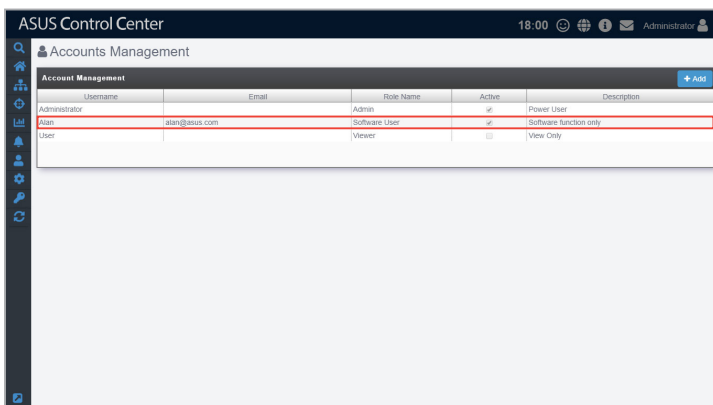 ASUS Control Center
18:00 Administrator
Accounts Management
Account Management + Add
Username Email Role Name Active Description
Administrator Admin Power User
Alan alan@asus.com Software User Software function only
User Viewer View Only